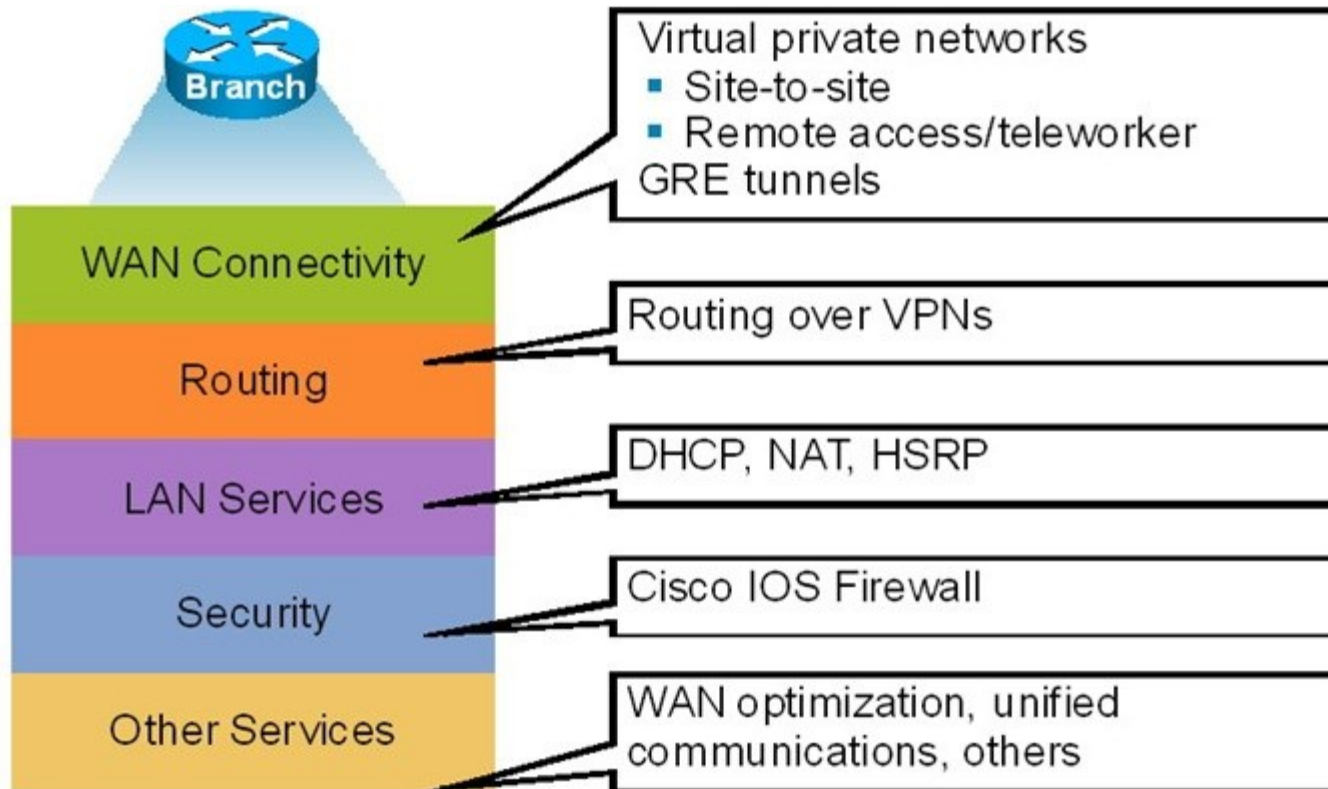 Branch
WAN Connectivity
Virtual private networks
▪ Site-to-site
▪ Remote access/teleworker
GRE tunnels
Routing
Routing over VPNs
LAN Services
DHCP, NAT, HSRP
Security
Cisco IOS Firewall
Other Services
WAN optimization, unified
communications, others